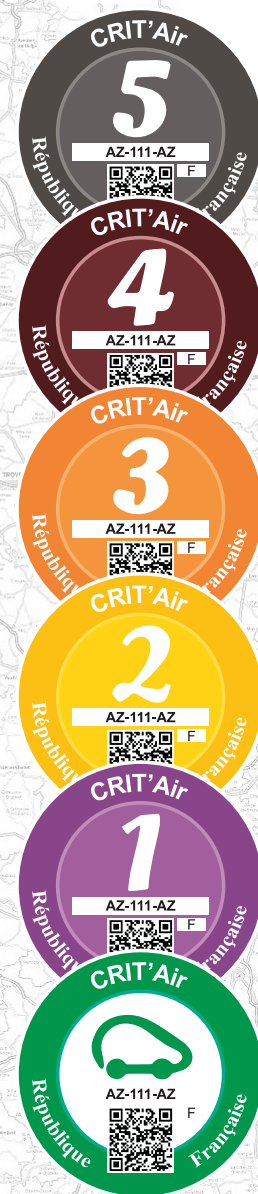 CRIT'Air
5
AZ-111-AZ
F
République Française
CRIT'Air
4
AZ-111-AZ
F
République Française
CRIT'Air
3
AZ-111-AZ
F
République Française
CRIT'Air
2
AZ-111-AZ
F
République Française
CRIT'Air
1
AZ-111-AZ
F
République Française
CRIT'Air
AZ-111-AZ
F
République Française